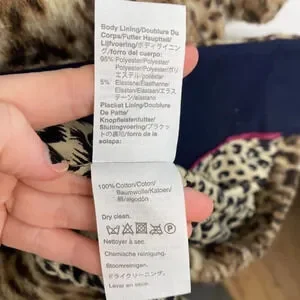 Body Lining/Doublure Du
Corps/Futter Hauptteil/
Lijfvoering/ボディライニン
グ/forro del cuerpo:
95% Polyester/Polyester/
Polyester/Polyester/ポリ
エステル/poliéster
5% Elastane/Élasthanne/
Elastan/Elastaan/エラス
テーン/elastano
Placket Lining/Doublure
De Patte/
Knopfleistenfutter/
Sluitingvoering/プラケット
の裏地/forro de la
solapa:
100% Cotton/Coton/
Baumwolle/Katoen/
綿/algodón
Dry clean.
Nettoyer à sec.
Chemische reinigung.
Stoomreinigen.
ドライクリーニング。